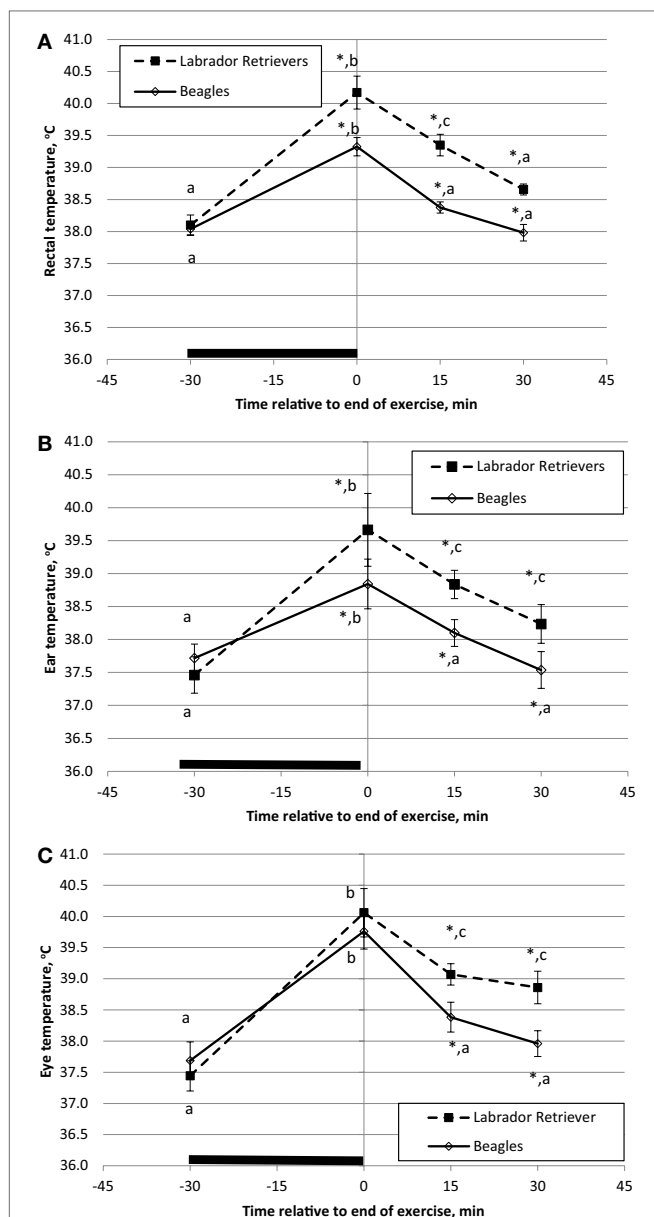 A
41.0
40.5
40.0
39.5
39.0
38.5
38.0
37.5
37.0
36.5
36.0
Rectal temperature, °C
Labrador Retrievers
Beagles
*,b
*,b
*,c
*,a
*,a
*,a
a
a
-45 -30 -15 0 15 30 45
Time relative to end of exercise, min
B
41.0
40.5
40.0
39.5
39.0
38.5
38.0
37.5
37.0
36.5
36.0
Ear temperature, °C
Labrador Retrievers
Beagles
*,b
*,c
*,c
a
*,b
*,a
*,a
a
-45 -30 -15 0 15 30 45
Time relative to end of exercise, min
C
41.0
40.5
40.0
39.5
39.0
38.5
38.0
37.5
37.0
36.5
36.0
Eye temperature, °C
b
b
*,c
*,c
a
*,a
*,a
a
Labrador Retriever
Beagles
-45 -30 -15 0 15 30 45
Time relative to end of exercise, min